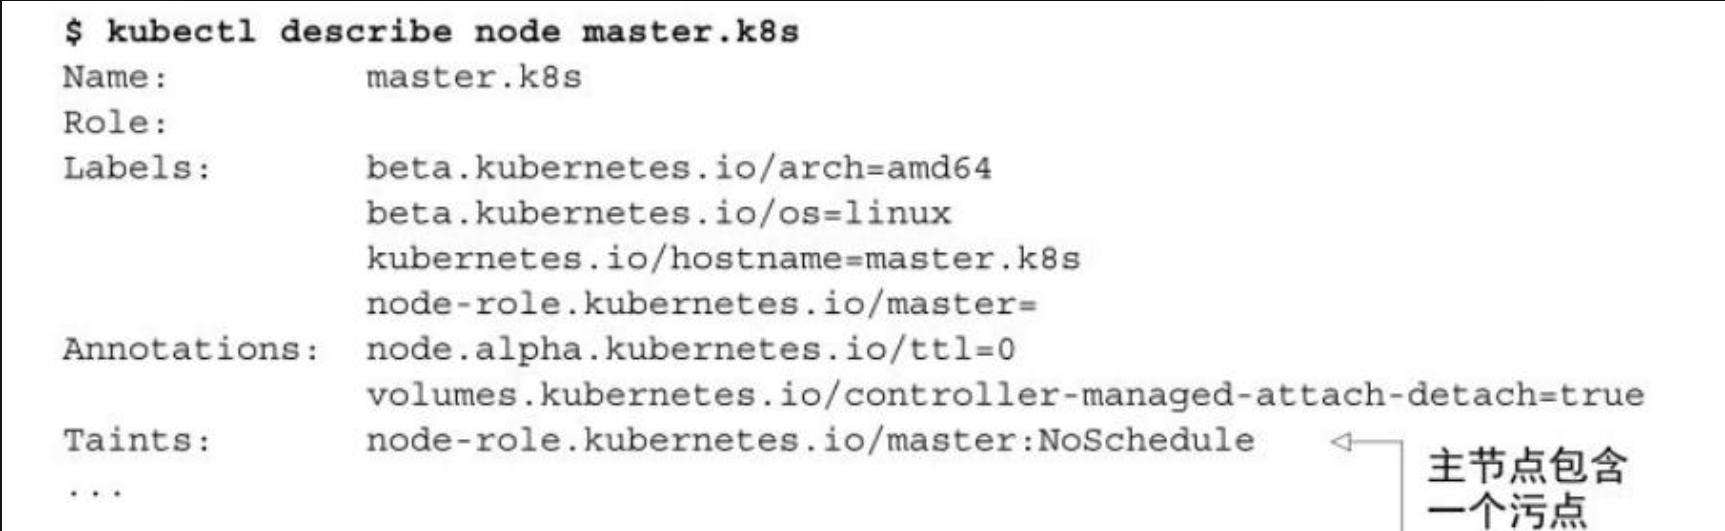 $ kubectl describe node master.k8s
Name:         master.k8s
Role:
Labels:       beta.kubernetes.io/arch=amd64
              beta.kubernetes.io/os=linux
              kubernetes.io/hostname=master.k8s
              node-role.kubernetes.io/master=
Annotations:  node.alpha.kubernetes.io/ttl=0
              volumes.kubernetes.io/controller-managed-attach-detach=true
Taints:       node-role.kubernetes.io/master:NoSchedule
...
主节点包含
一个污点